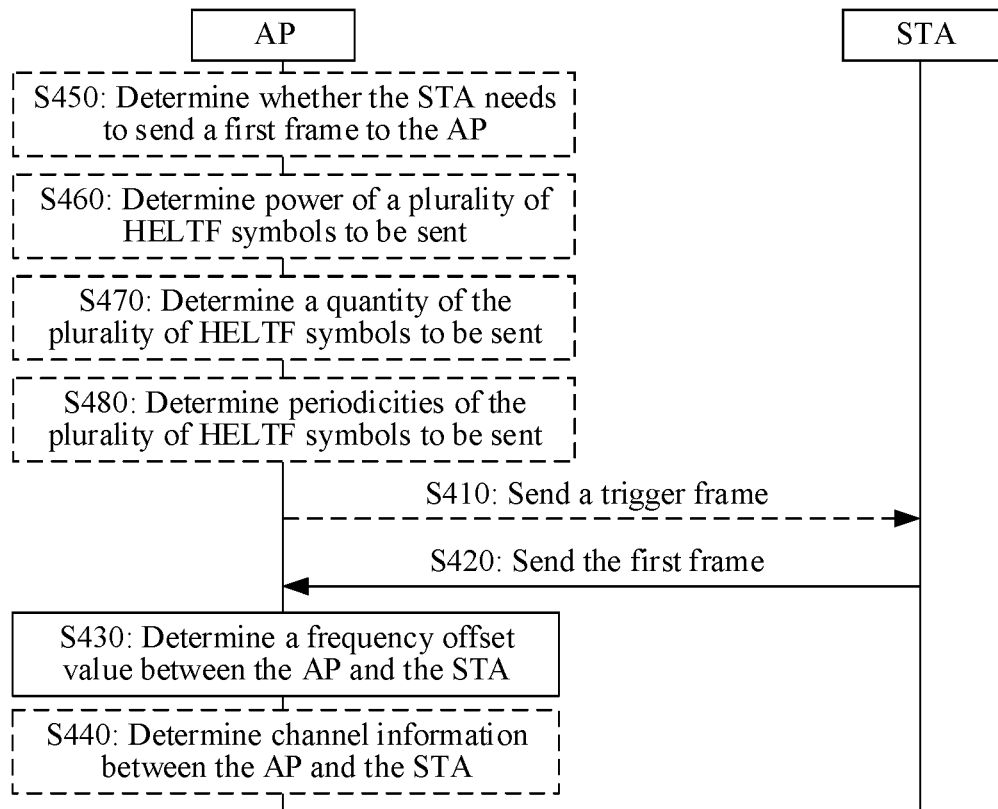 AP
STA
S450: Determine whether the STA needs
to send a first frame to the AP
S460: Determine power of a plurality of
HELTF symbols to be sent
S470: Determine a quantity of the
plurality of HELTF symbols to be sent
S480: Determine periodicities of the
plurality of HELTF symbols to be sent
S410: Send a trigger frame
S420: Send the first frame
S430: Determine a frequency offset
value between the AP and the STA
S440: Determine channel information
between the AP and the STA